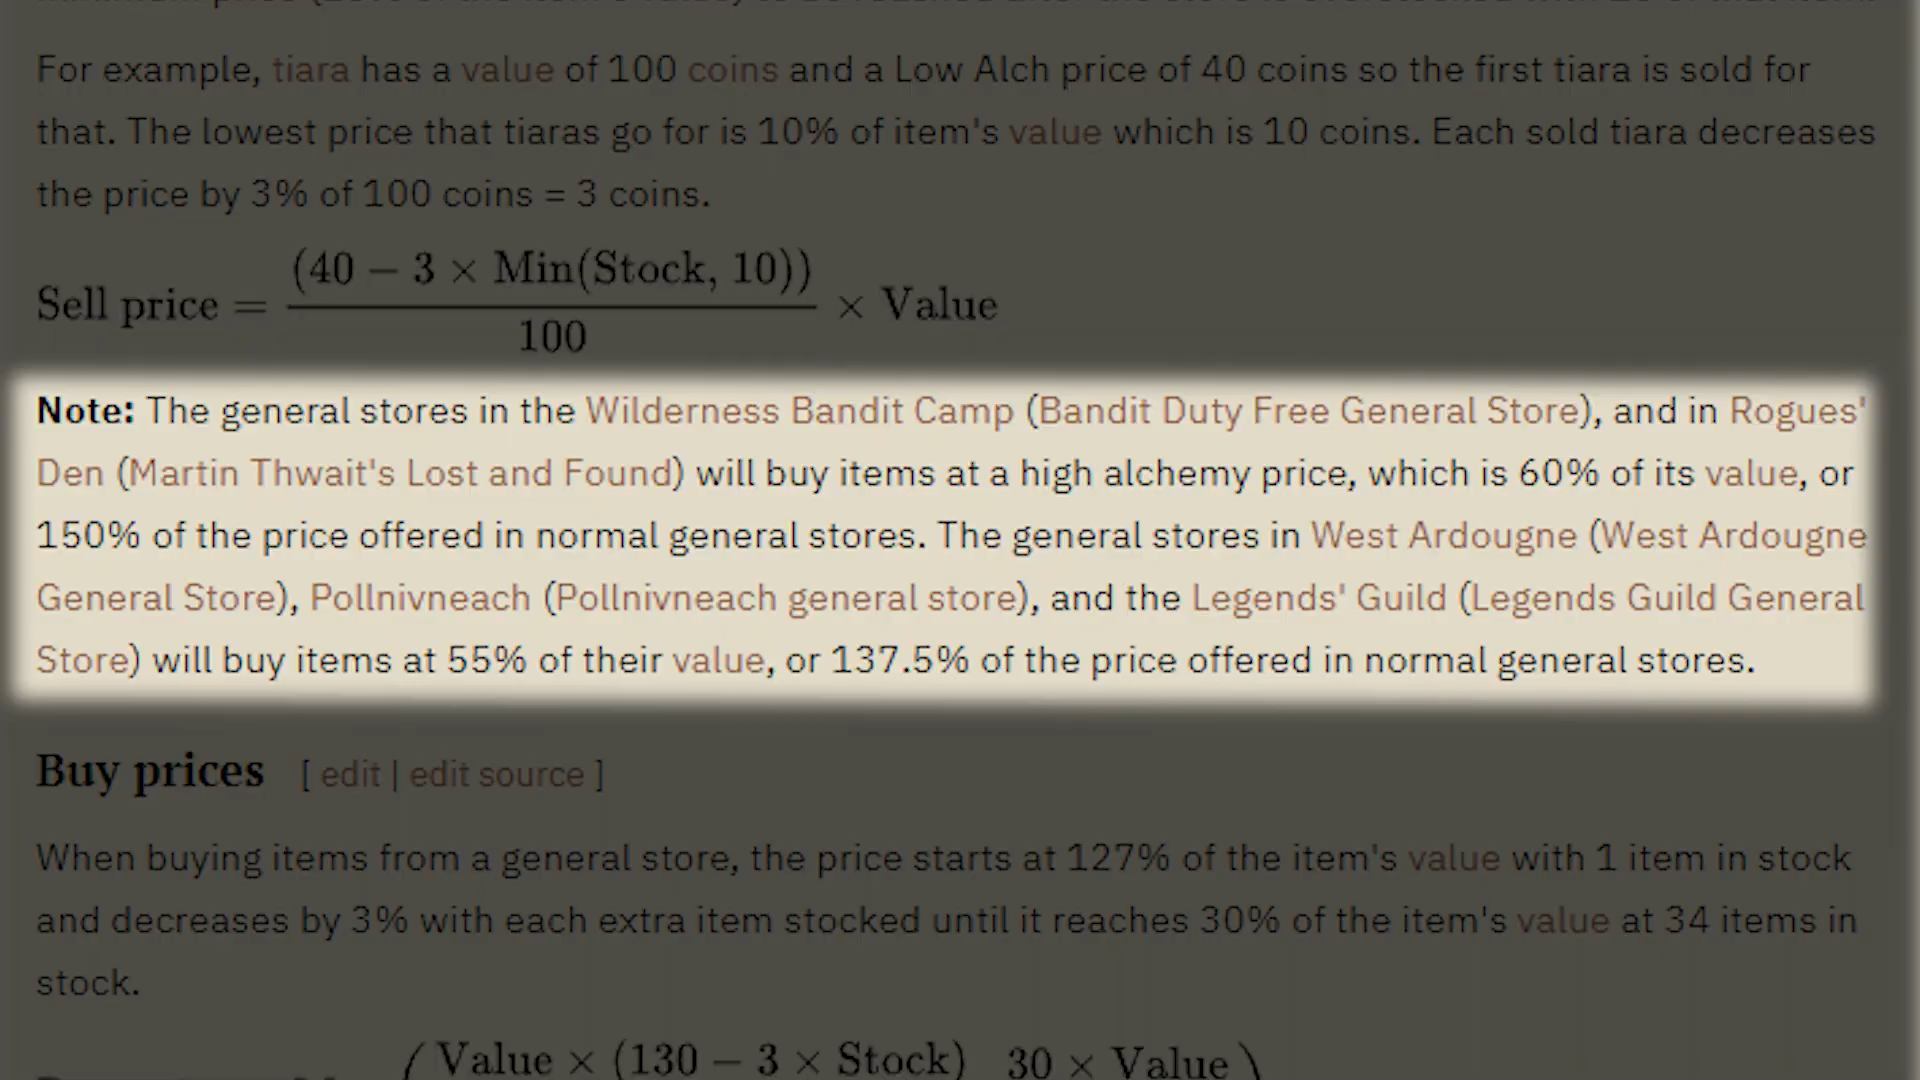 For example, tiara has a value of 100 coins and a Low Alch price of 40 coins so the first tiara is sold for
that. The lowest price that tiaras go for is 10% of item's value which is 10 coins. Each sold tiara decreases
the price by 3% of 100 coins = 3 coins.
Sell price = (40 − 3 × Min(Stock, 10)) / 100 × Value
Note: The general stores in the Wilderness Bandit Camp (Bandit Duty Free General Store), and in Rogues'
Den (Martin Thwait's Lost and Found) will buy items at a high alchemy price, which is 60% of its value, or
150% of the price offered in normal general stores. The general stores in West Ardougne (West Ardougne
General Store), Pollnivneach (Pollnivneach general store), and the Legends' Guild (Legends Guild General
Store) will buy items at 55% of their value, or 137.5% of the price offered in normal general stores.
Buy prices [ edit | edit source ]
When buying items from a general store, the price starts at 127% of the item's value with 1 item in stock
and decreases by 3% with each extra item stocked until it reaches 30% of the item's value at 34 items in
stock.
( Value × (130 − 3 × Stock) 30 × Value )